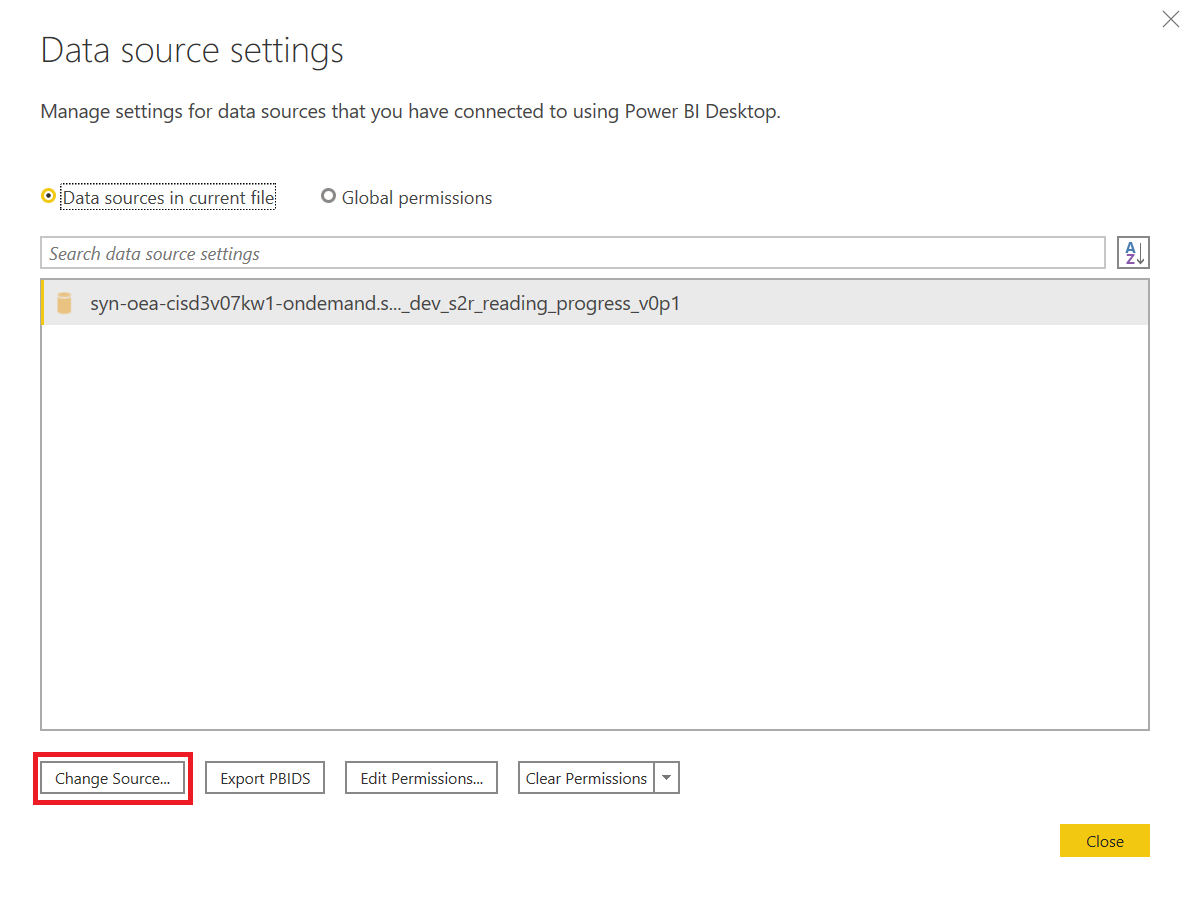 Data source settings
Manage settings for data sources that you have connected to using Power BI Desktop.
Data sources in current file Global permissions
Search data source settings
AZ
syn-oea-cisd3v07kw1-ondemand.s..._dev_s2r_reading_progress_v0p1
Change Source... Export PBIDS Edit Permissions... Clear Permissions
Close